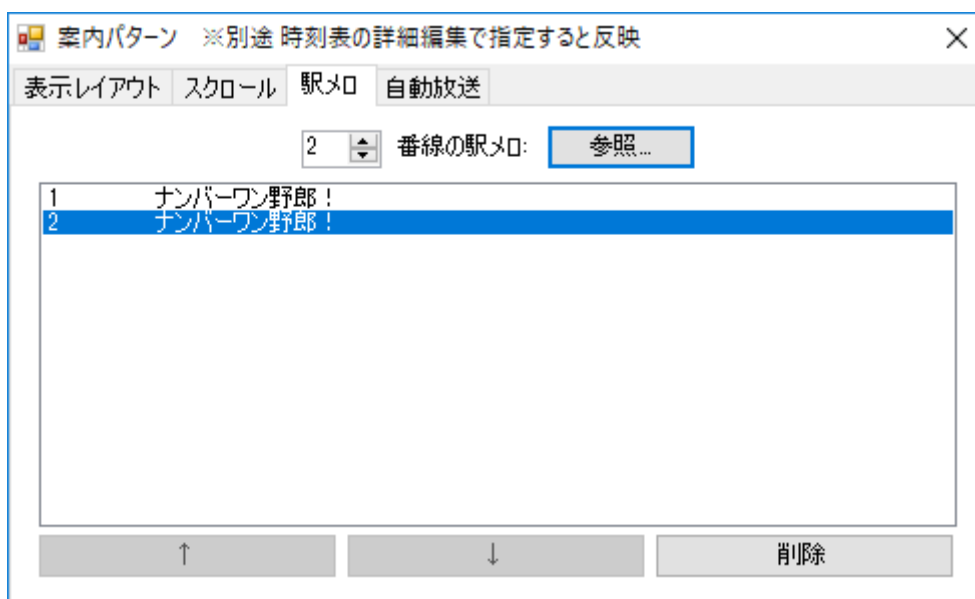 案内パターン　※別途 時刻表の詳細編集で指定すると反映
表示レイアウト スクロール 駅メロ 自動放送
2 番線の駅メロ: 参照...
1 ナンバーワン野郎！
2 ナンバーワン野郎！
↑ ↓ 削除